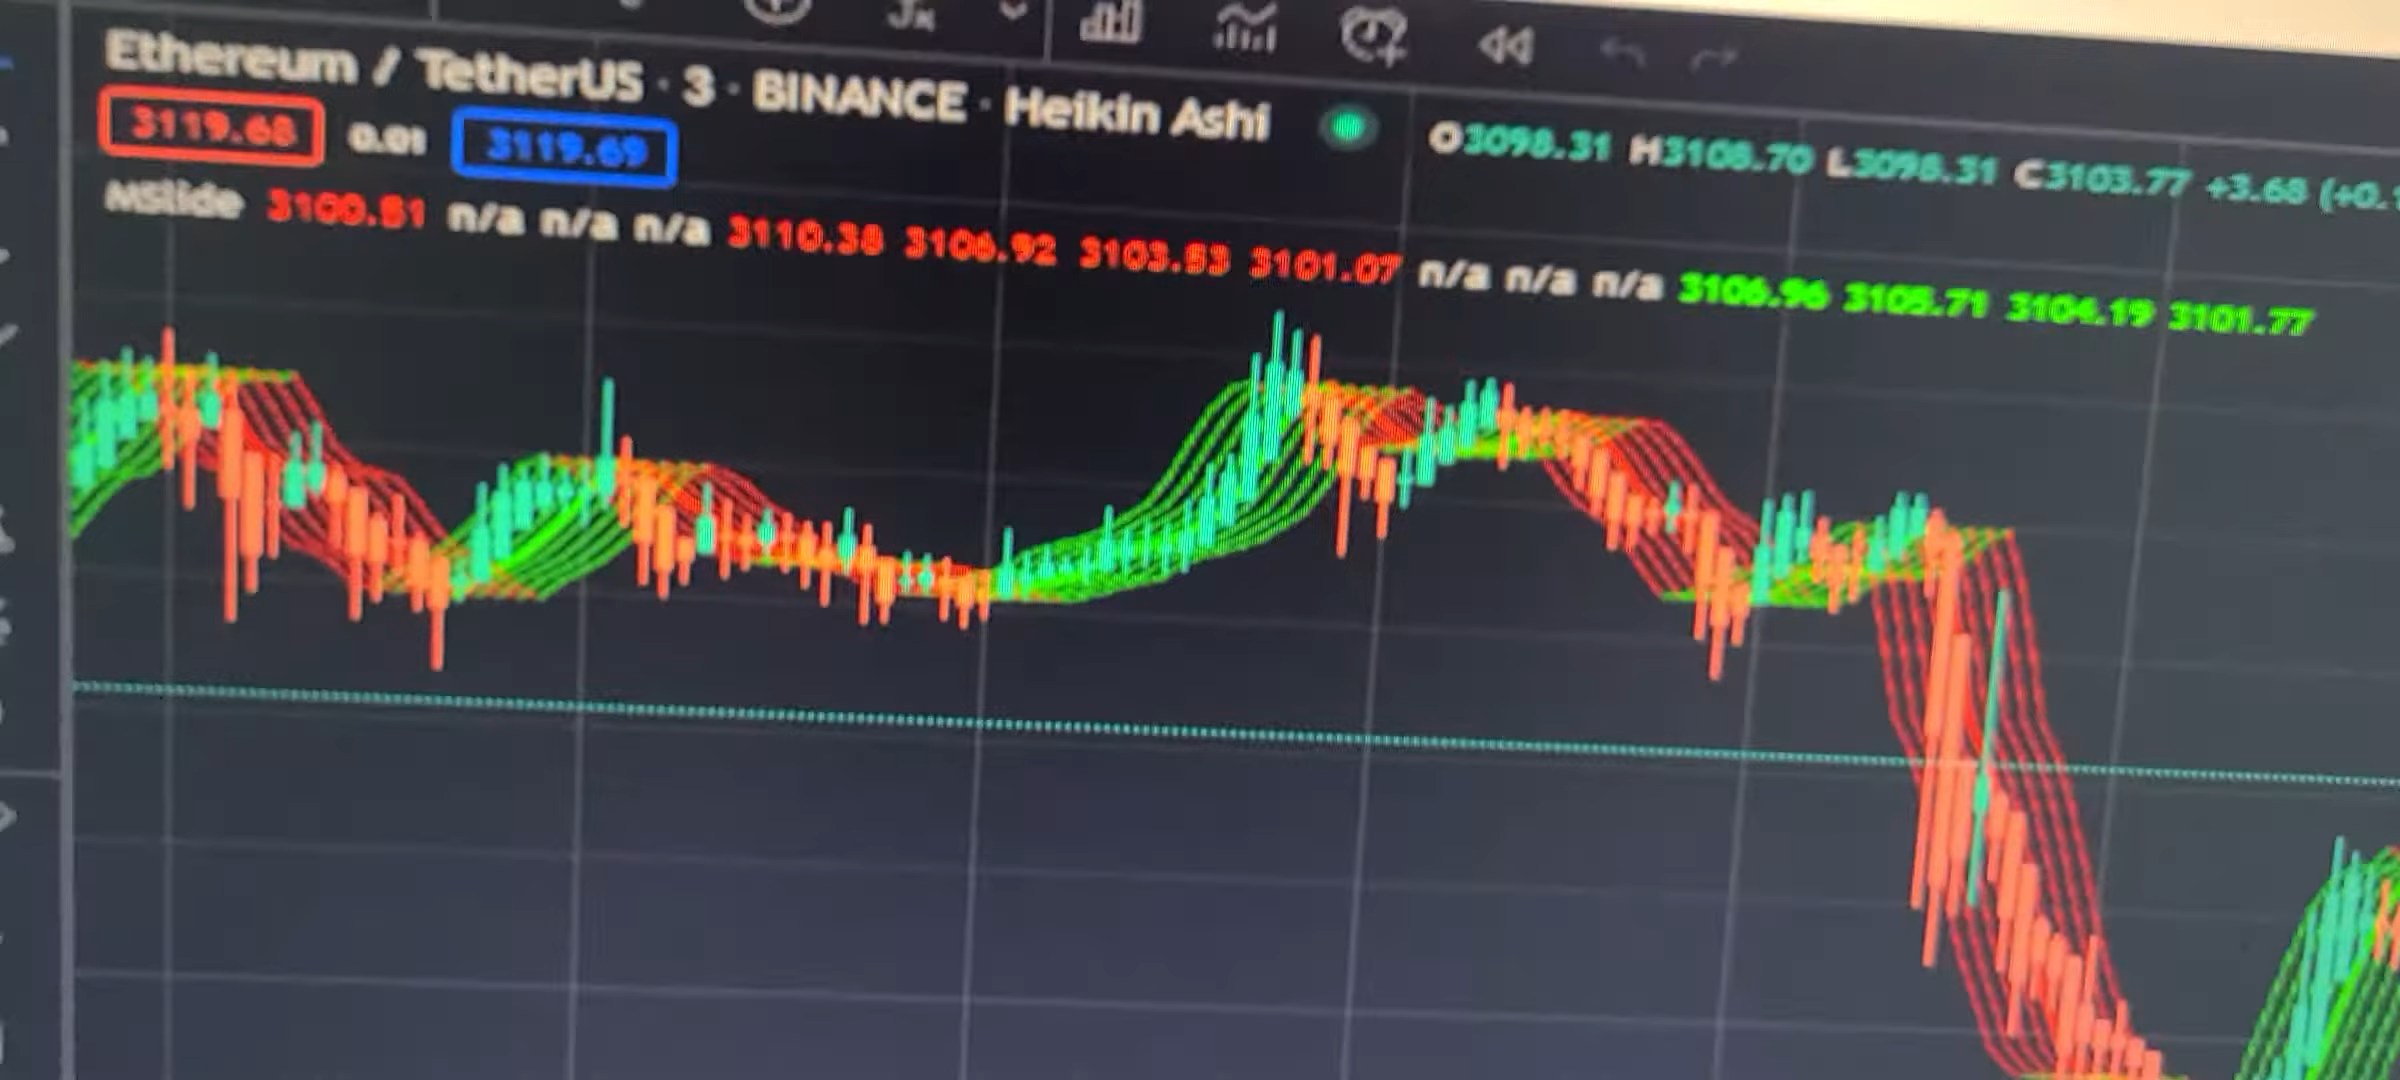 Ethereum / TetherUS · 3 · BINANCE · Heikin Ashi
O3098.31 H3108.70 L3098.31 C3103.77 +3.68
3119.68 0.01 3119.69
MSlide 3100.51 n/a n/a n/a 3110.38 3106.92 3103.53 3101.07 n/a n/a n/a 3106.96 3105.71 3104.19 3101.77